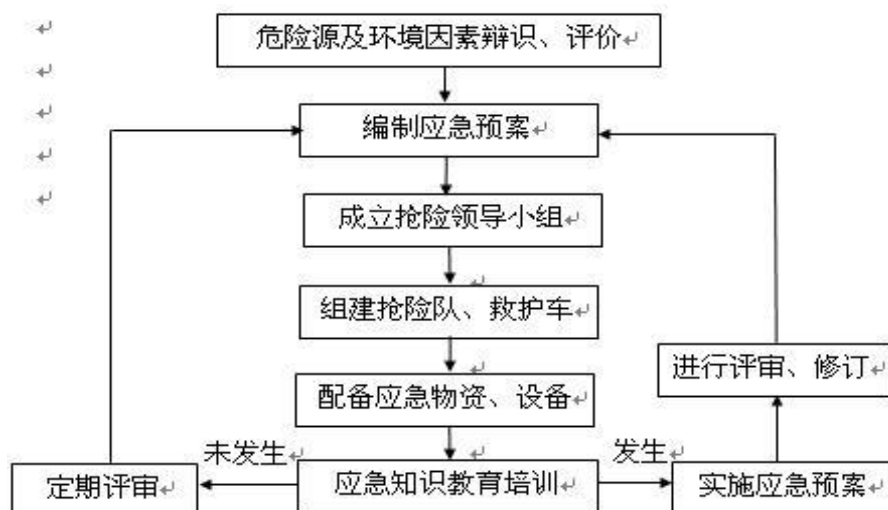 危险源及环境因素辩识、评价
编制应急预案
成立抢险领导小组
组建抢险队、救护车
进行评审、修订
配备应急物资、设备
未发生
发生
定期评审
应急知识教育培训
实施应急预案